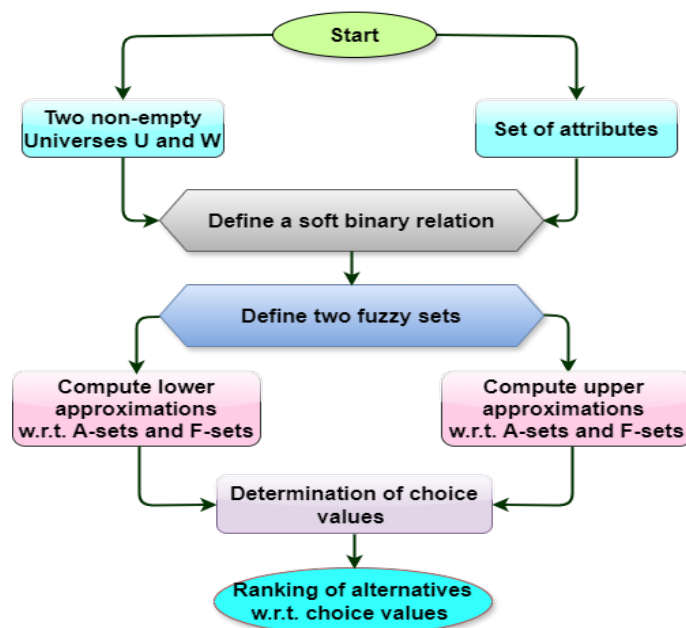 Start
Two non-empty
Universes U and W
Set of attributes
Define a soft binary relation
Define two fuzzy sets
Compute lower
approximations
w.r.t. A-sets and F-sets
Compute upper
approximations
w.r.t. A-sets and F-sets
Determination of choice
values
Ranking of alternatives
w.r.t. choice values